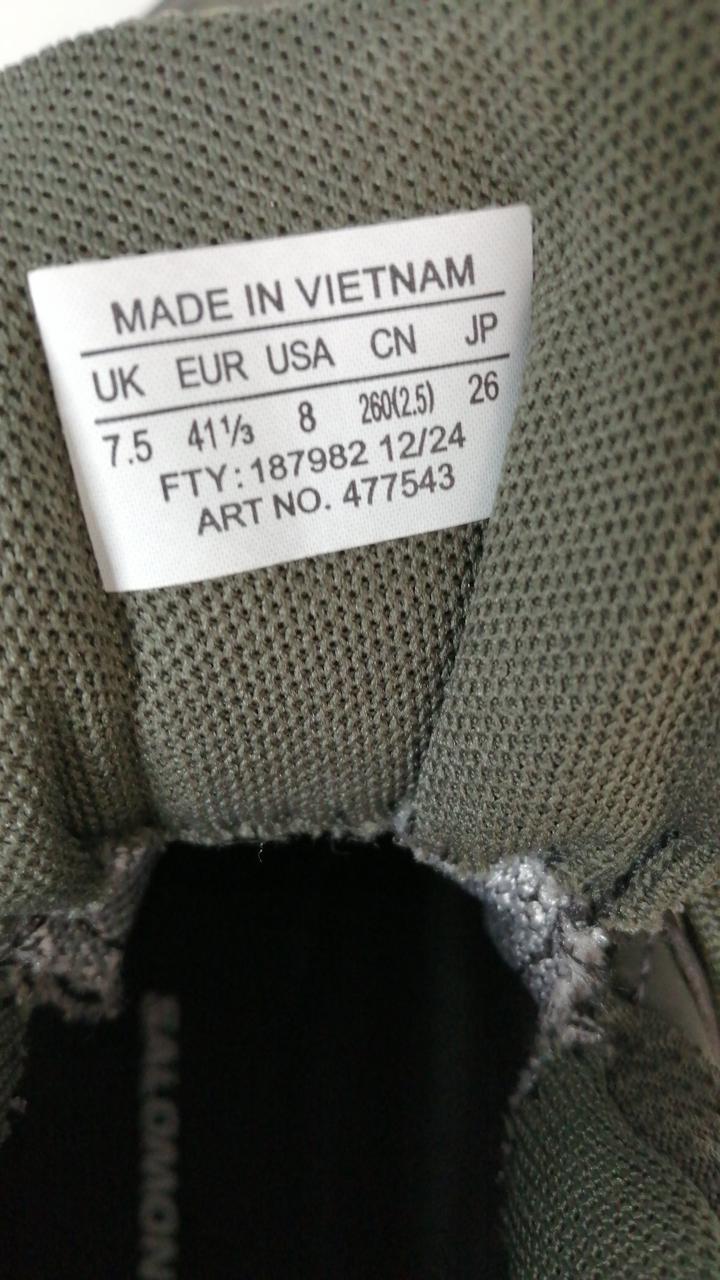 MADE IN VIETNAM
UK EUR USA CN JP
7.5 41⅓ 8 260(2.5) 26
FTY: 187982 12/24
ART NO. 477543
SALOMON